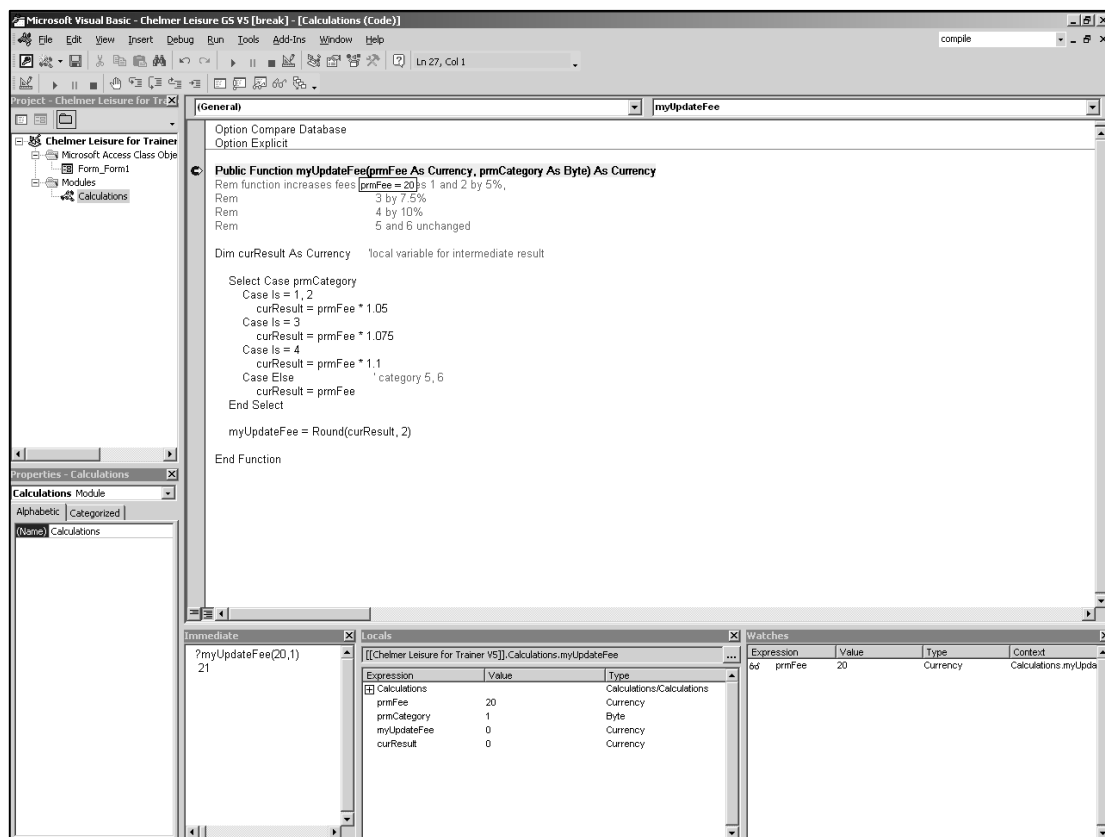 Microsoft Visual Basic - Chelmer Leisure GS V5 [break] - [Calculations (Code)]
File Edit View Insert Debug Run Tools Add-Ins Window Help
compile
Ln 27, Col 1
Project - Chelmer Leisure for Tra
Chelmer Leisure for Trainer
Microsoft Access Class Obje
Form_Form1
Modules
Calculations
(General)
myUpdateFee
Option Compare Database
Option Explicit
Public Function myUpdateFee(prmFee As Currency, prmCategory As Byte) As Currency
Rem function increases fees prmFee = 20 es 1 and 2 by 5%,
Rem 3 by 7.5%
Rem 4 by 10%
Rem 5 and 6 unchanged
Dim curResult As Currency 'local variable for intermediate result
Select Case prmCategory
Case Is = 1, 2
curResult = prmFee * 1.05
Case Is = 3
curResult = prmFee * 1.075
Case Is = 4
curResult = prmFee * 1.1
Case Else ' category 5, 6
curResult = prmFee
End Select
myUpdateFee = Round(curResult, 2)
End Function
Properties - Calculations
Calculations Module
Alphabetic Categorized
(Name) Calculations
Immediate
?myUpdateFee(20,1)
21
Locals
[[Chelmer Leisure for Trainer V5]].Calculations.myUpdateFee
...
Expression Value Type
Calculations Calculations/Calculations
prmFee 20 Currency
prmCategory 1 Byte
myUpdateFee 0 Currency
curResult 0 Currency
Watches
Expression Value Type Context
prmFee 20 Currency Calculations.myUpda